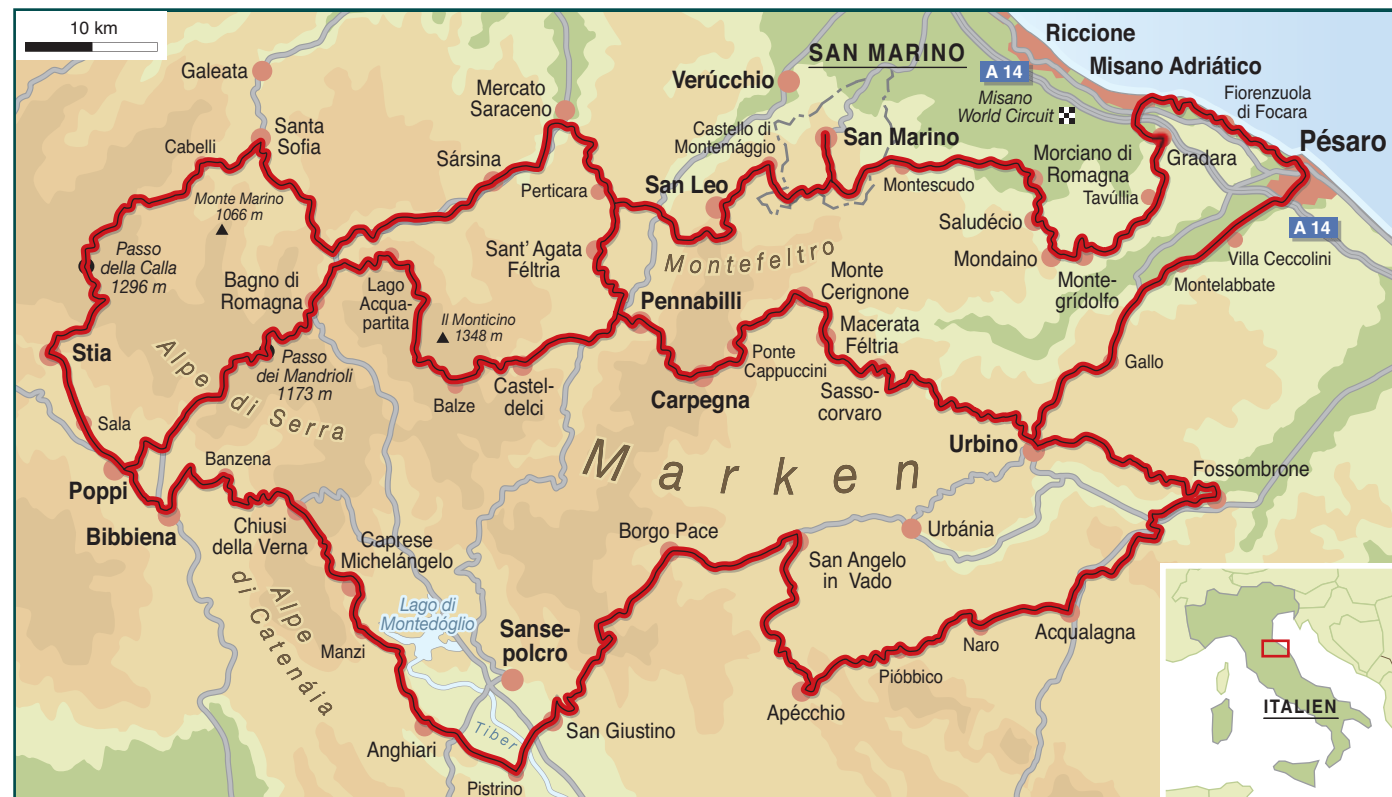 10 km
Riccione
SAN MARINO
A 14
Misano Adriático
Galeata
Verúcchio
Mercato
Saraceno
Misano
World Circuit
Fiorenzuola
di Focara
Santa
Sofia
Castello di
Montemággio
San Marino
Pésaro
Cabelli
Sársina
Morciano di
Romagna
Gradara
Perticara
San Leo
Montescudo
Tavúllia
Monte Marino
1066 m
Saludécio
A 14
Passo
della Calla
1296 m
Sant' Agata
Féltria
Montefeltro
Mondaino
Villa Ceccolini
Bagno di
Romagna
Lago
Acqua-
partita
Monte
Cerignone
Monte-
grídolfo
Montelabbate
Il Monticino
1348 m
Pennabilli
Macerata
Féltria
Stia
Alpe
di Serra
Passo
dei Mandrioli
1173 m
Ponte
Cappuccini
Gallo
Castel-
delci
Balze
Carpegna
Sasso-
corvaro
Sala
Marken
Urbino
Banzena
Fossombrone
Poppi
Bibbiena
Chiusi
della Verna
Borgo Pace
Urbánia
Caprese
Michelángelo
San Angelo
in Vado
Alpe
di Catenáia
Lago di
Montedóglio
Sanse-
polcro
Acqualagna
Manzi
Naro
Pióbbico
Apécchio
ITALIEN
Anghiari
Tiber
San Giustino
Pistrino